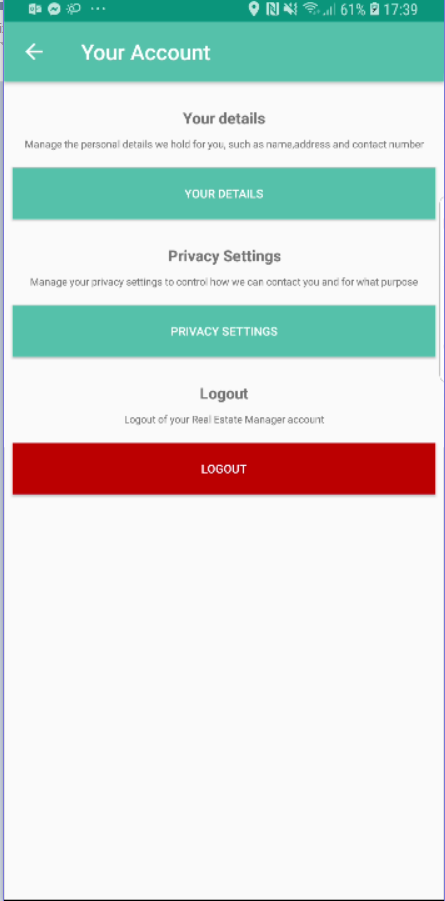 61% 17:39
Your Account
Your details
Manage the personal details we hold for you, such as name,address and contact number
YOUR DETAILS
Privacy Settings
Manage your privacy settings to control how we can contact you and for what purpose
PRIVACY SETTINGS
Logout
Logout of your Real Estate Manager account
LOGOUT